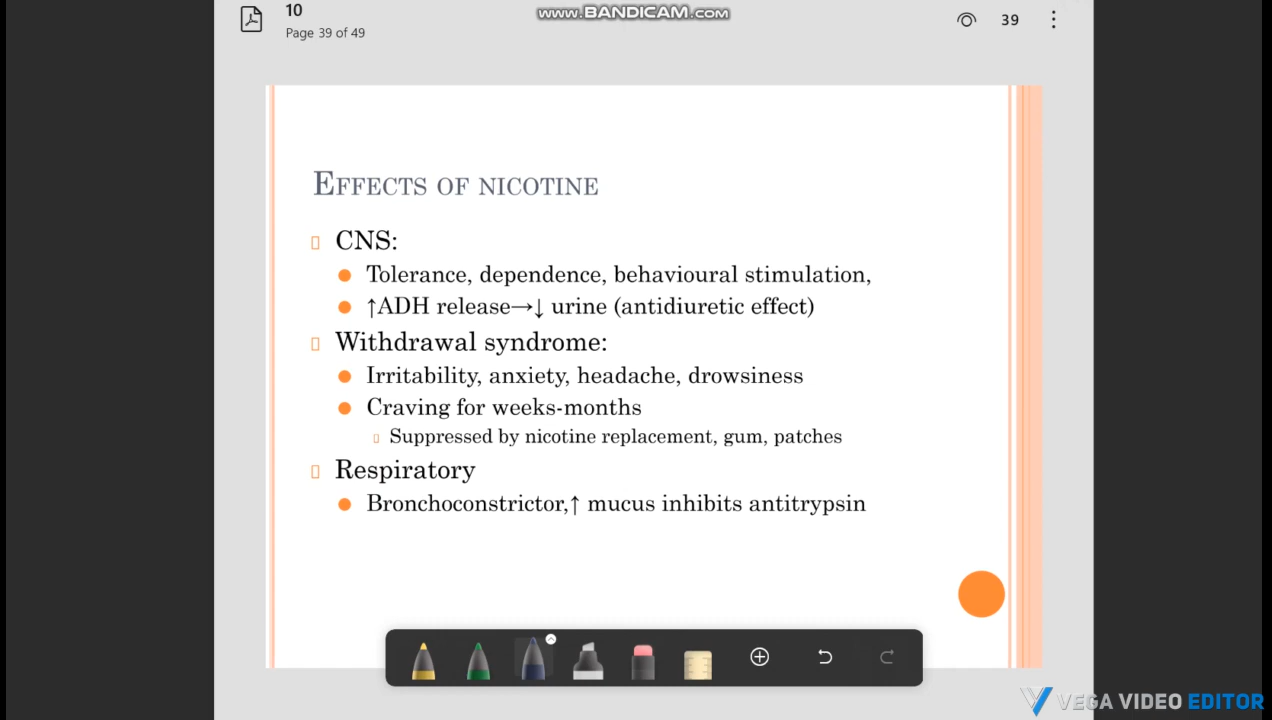 www.BANDICAM.com
10
Page 39 of 49
39
EFFECTS OF NICOTINE
CNS:
Tolerance, dependence, behavioural stimulation,
↑ADH release→↓ urine (antidiuretic effect)
Withdrawal syndrome:
Irritability, anxiety, headache, drowsiness
Craving for weeks-months
Suppressed by nicotine replacement, gum, patches
Respiratory
Bronchoconstrictor,↑ mucus inhibits antitrypsin
VEGA VIDEO EDITOR